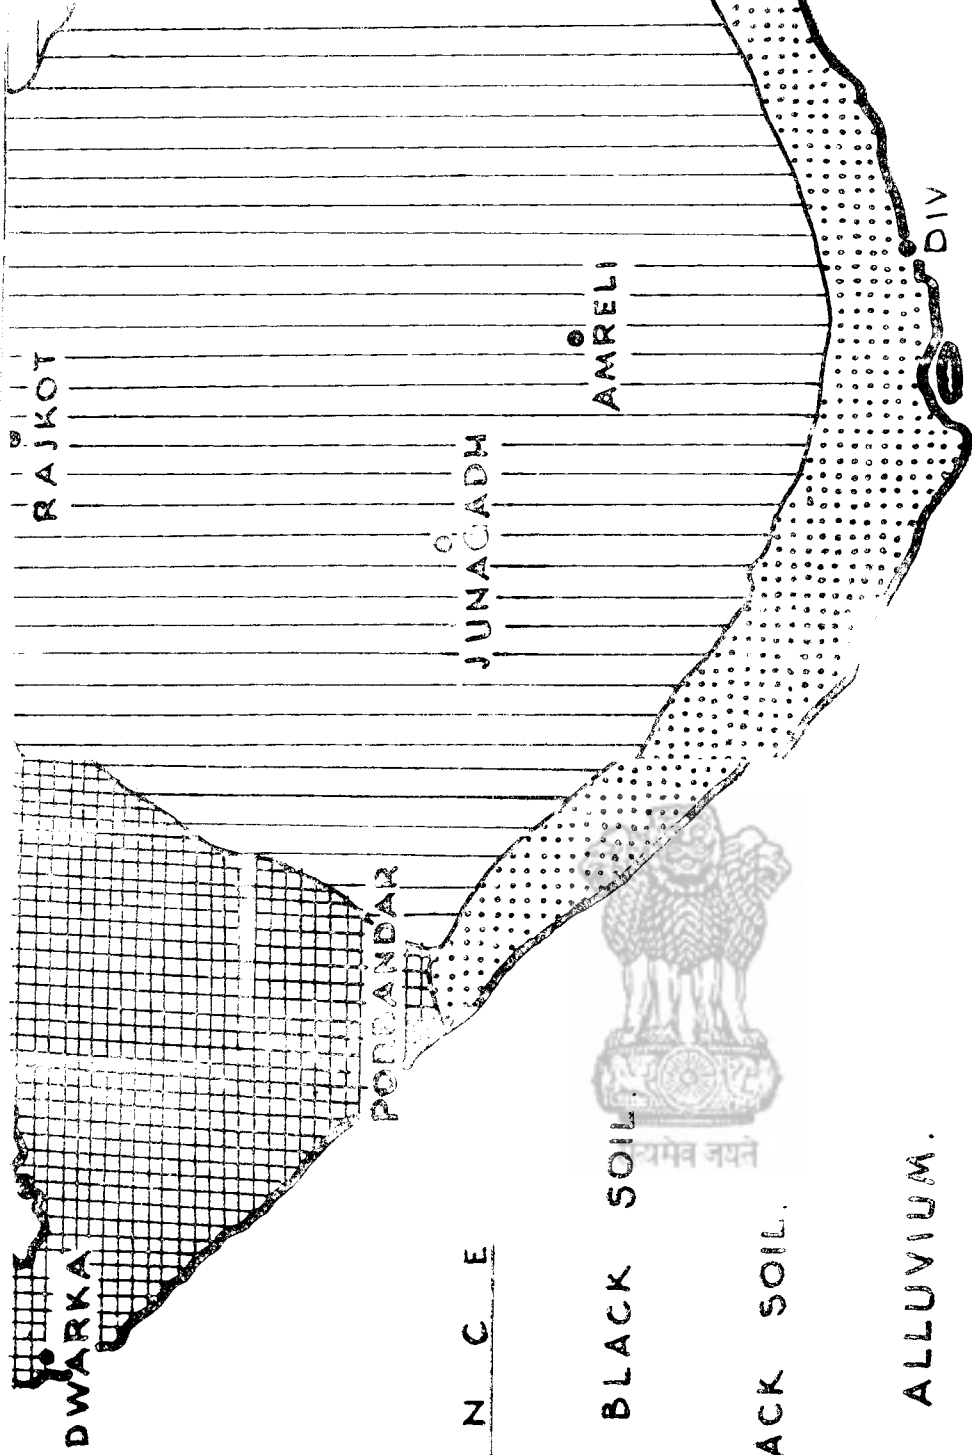 RAJKOT
AMRELI
DIV
JUNAGADH
PORBANDAR
DWARKA
N C E
BLACK SOIL.
ACK SOIL.
ALLUVIUM.
सत्यमेव जयते